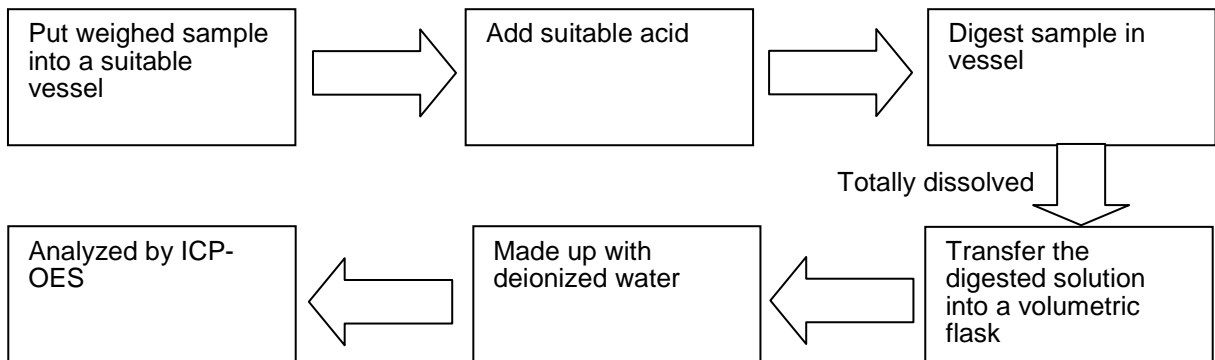 Put weighed sample
into a suitable
vessel
Add suitable acid
Digest sample in
vessel
Totally dissolved
Transfer the
digested solution
into a volumetric
flask
Made up with
deionized water
Analyzed by ICP-
OES